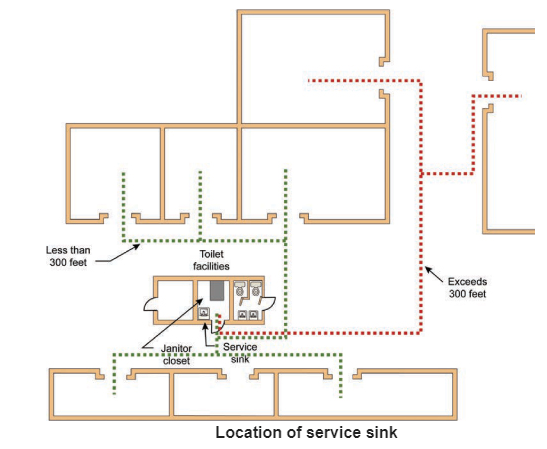 Less than
300 feet
Toilet
facilities
Exceeds
300 feet
Janitor
closet
Service
sink
Location of service sink